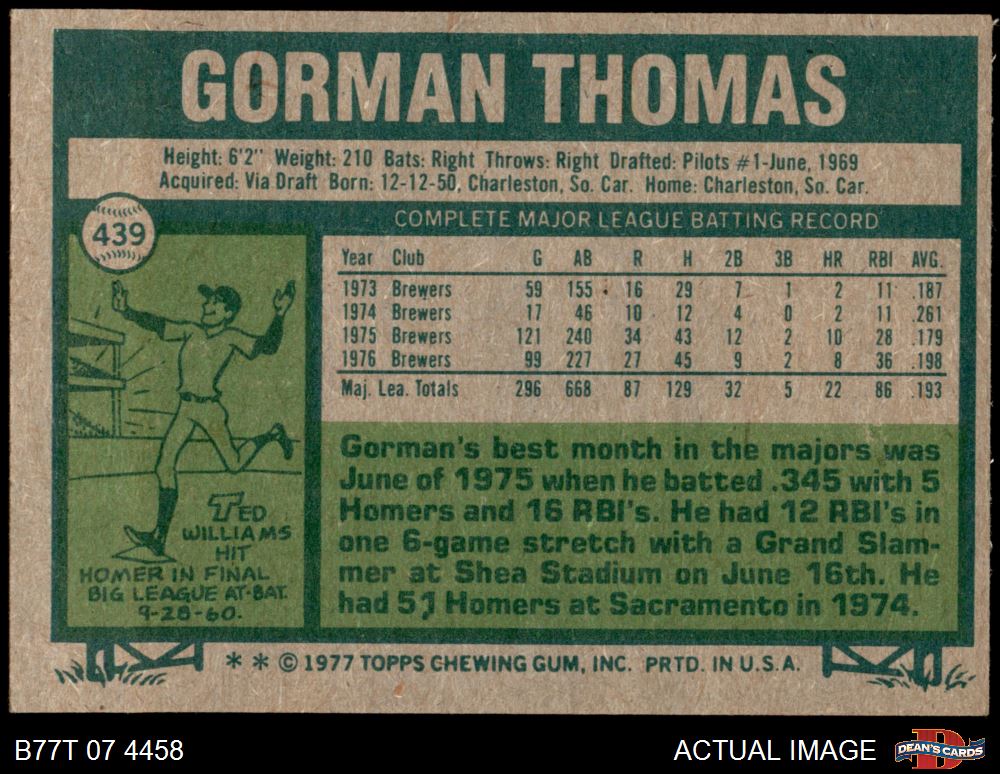 GORMAN THOMAS
Height: 6'2" Weight: 210 Bats: Right Throws: Right Drafted: Pilots #1-June, 1969
Acquired: Via Draft Born: 12-12-50, Charleston, So. Car. Home: Charleston, So. Car.
439
COMPLETE MAJOR LEAGUE BATTING RECORD
Year Club G AB R H 2B 3B HR RBI AVG.
1973 Brewers 59 155 16 29 7 1 2 11 .187
1974 Brewers 17 46 10 12 4 0 2 11 .261
1975 Brewers 121 240 34 43 12 2 10 28 .179
1976 Brewers 99 227 27 45 9 2 8 36 .198
Maj. Lea. Totals 296 668 87 129 32 5 22 86 .193
TED
WILLIAMS
HIT
HOMER IN FINAL
BIG LEAGUE AT-BAT.
9-28-60.
Gorman's best month in the majors was
June of 1975 when he batted .345 with 5
Homers and 16 RBI's. He had 12 RBI's in
one 6-game stretch with a Grand Slam-
mer at Shea Stadium on June 16th. He
had 51 Homers at Sacramento in 1974.
* * © 1977 TOPPS CHEWING GUM, INC. PRTD. IN U.S.A.
B77T 07 4458
ACTUAL IMAGE
D
DEAN'S CARDS